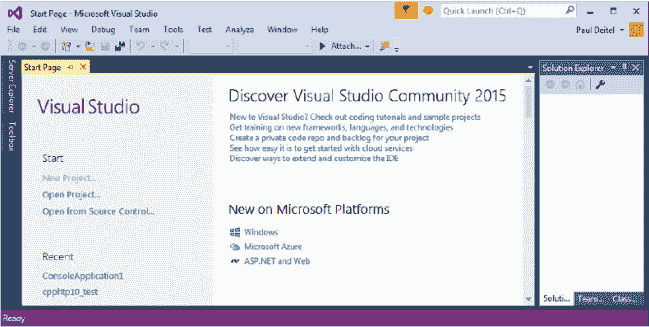 Start Page - Microsoft Visual Studio
Quick Launch (Ctrl+Q)
File Edit View Debug Team Tools Test Analyze Window Help
Paul Deitel
Attach...
Server Explorer
Toolbox
Start Page
Visual Studio
Start
New Project...
Open Project...
Open from Source Control...
Recent
ConsoleApplication1
cpphtp10_test
Discover Visual Studio Community 2015
New to Visual Studio? Check out coding tutorials and sample projects
Get training on new frameworks, languages, and technologies
Create a private code repo and backlog for your project
See how easy it is to get started with cloud services
Discover ways to extend and customize the IDE
New on Microsoft Platforms
Windows
Microsoft Azure
ASP.NET and Web
Solution Explorer
Soluti... Team... Class...
Ready